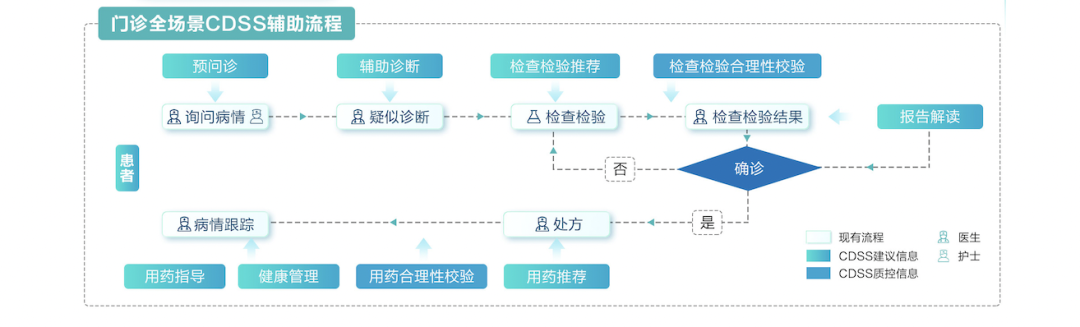 门诊全场景CDSS辅助流程
预问诊
辅助诊断
检查检验推荐
检查检验合理性校验
询问病情
疑似诊断
检查检验
检查检验结果
报告解读
患者
否
确诊
病情跟踪
处方
是
现有流程
医生
CDSS建议信息
护士
CDSS质控信息
用药指导
健康管理
用药合理性校验
用药推荐